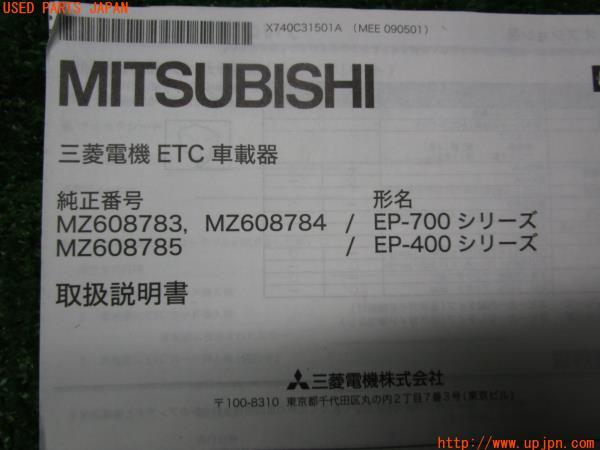 USED PARTS JAPAN
X740C31501A (MEE 090501)
MITSUBISHI
三菱電機 ETC 車載器
純正番号 形名
MZ608783, MZ608784 / EP-700 シリーズ
MZ608785 / EP-400 シリーズ
取扱説明書
三菱電機株式会社
〒100-8310 東京都千代田区丸の内2丁目7番3号(東京ビル)
http://www.upjpn.com/